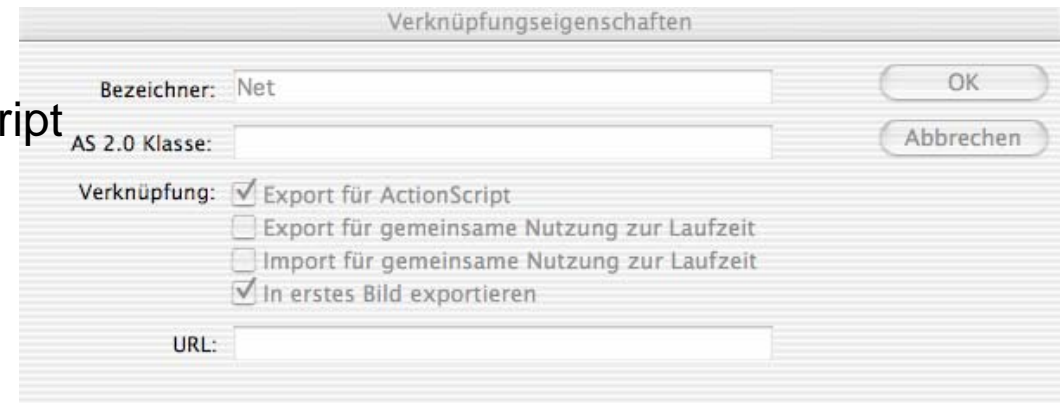 Verknüpfungseigenschaften
Bezeichner: Net
OK
ript
AS 2.0 Klasse:
Abbrechen
Verknüpfung: Export für ActionScript
Export für gemeinsame Nutzung zur Laufzeit
Import für gemeinsame Nutzung zur Laufzeit
In erstes Bild exportieren
URL: